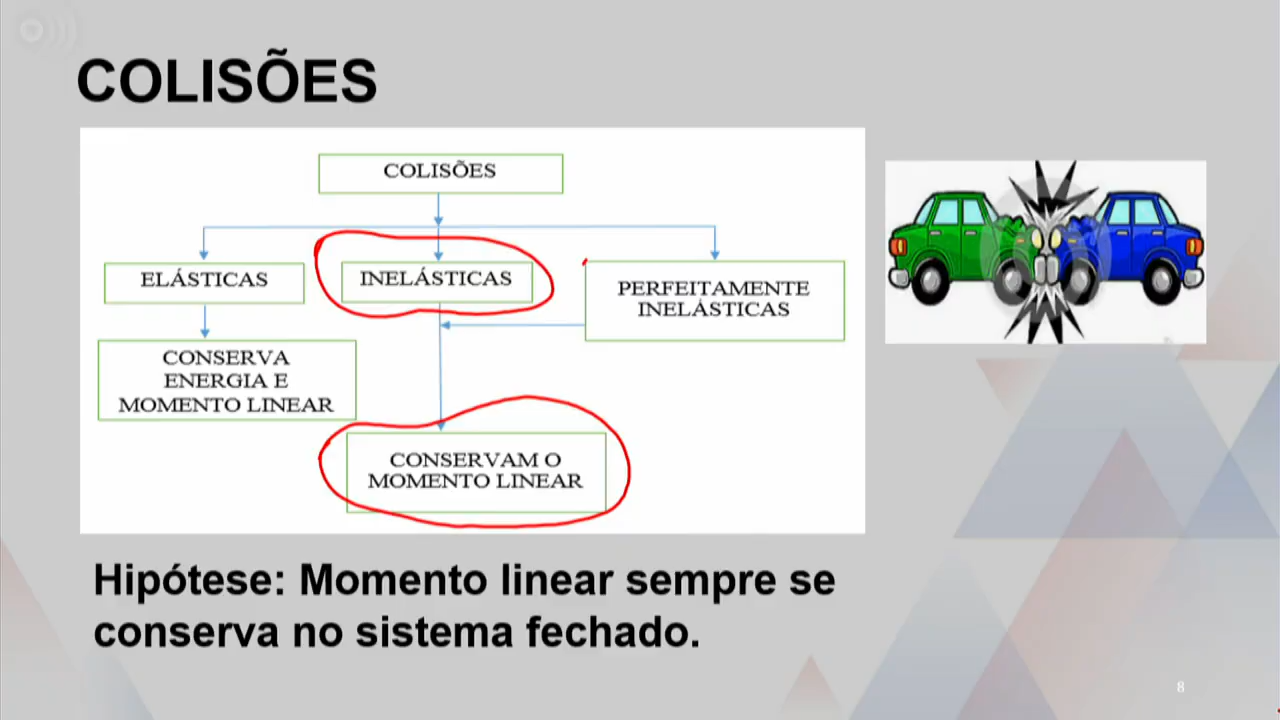 COLISÕES
COLISÕES
ELÁSTICAS
INELÁSTICAS
PERFEITAMENTE
INELÁSTICAS
CONSERVA
ENERGIA E
MOMENTO LINEAR
CONSERVAM O
MOMENTO LINEAR
Hipótese: Momento linear sempre se
conserva no sistema fechado.
8